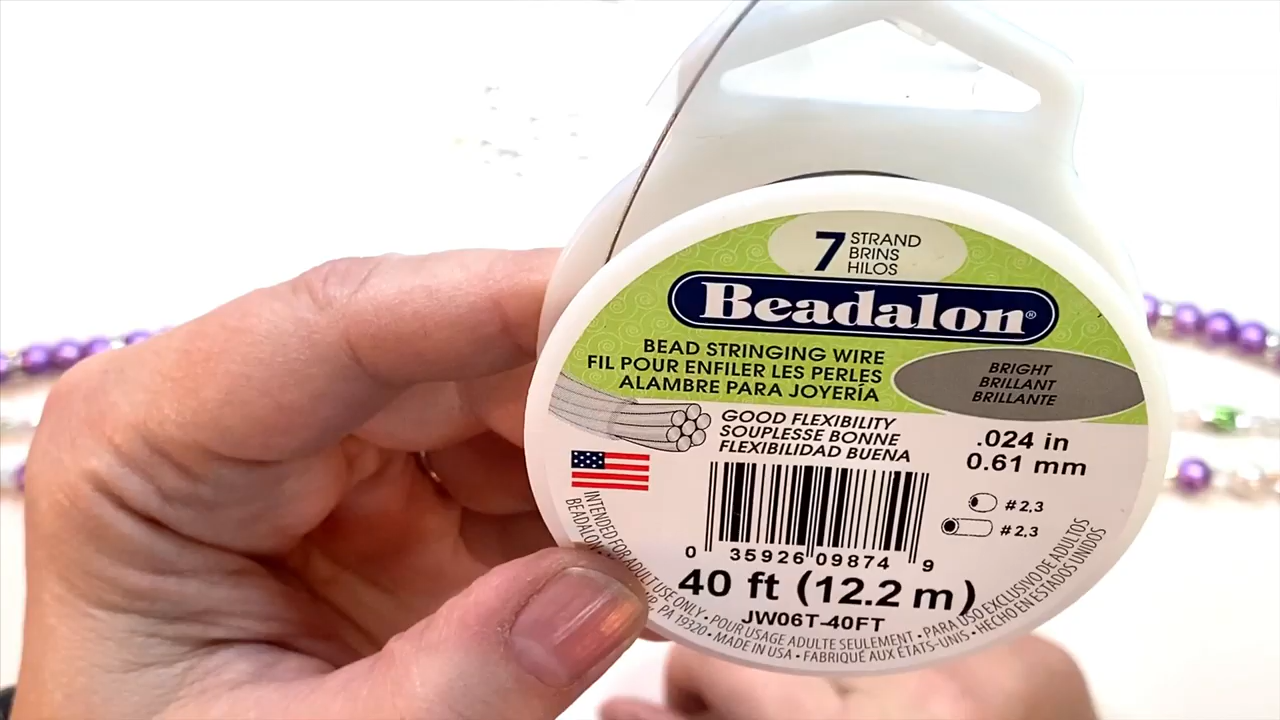 7 STRAND
BRINS
HILOS
Beadalon®
BEAD STRINGING WIRE
FIL POUR ENFILER LES PERLES
ALAMBRE PARA JOYERÍA
BRIGHT
BRILLANT
BRILLANTE
GOOD FLEXIBILITY
SOUPLESSE BONNE
FLEXIBILIDAD BUENA
.024 in
0.61 mm
# 2,3
# 2,3
0 35926 09874 9
40 ft (12.2 m)
JW06T-40FT
INTENDED FOR ADULT USE ONLY • POUR USAGE ADULTE SEULEMENT • PARA USO EXCLUSIVO DE ADULTOS
BEADALON PA 19320 • MADE IN USA • FABRIQUÉ AUX ÉTATS-UNIS • HECHO EN ESTADOS UNIDOS